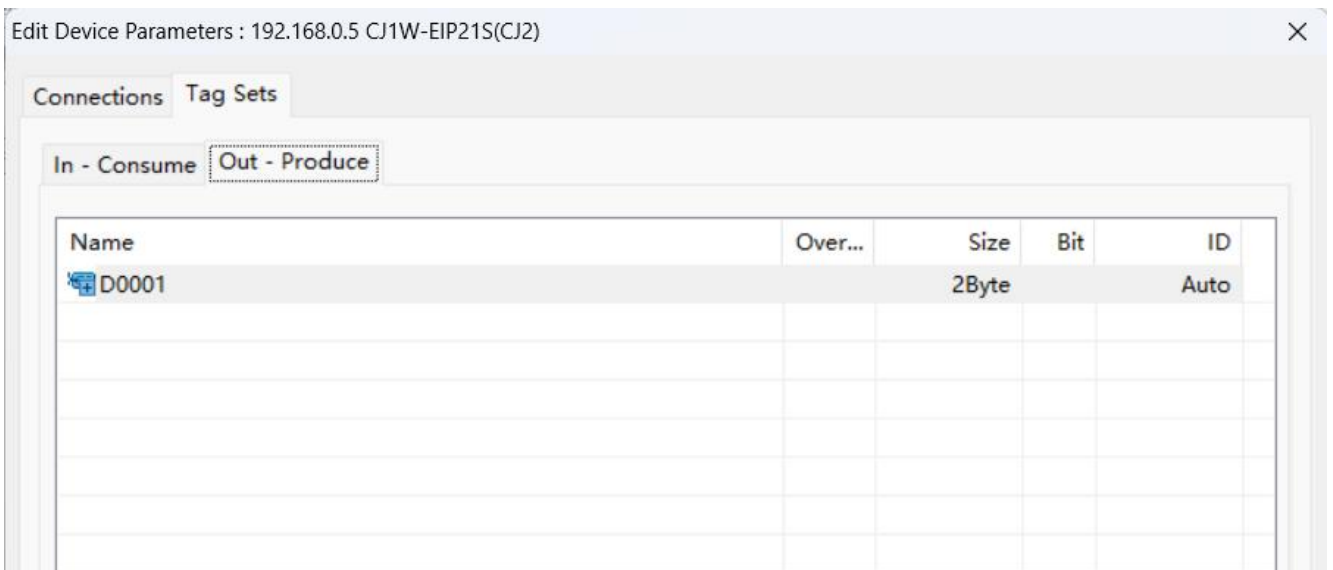 Edit Device Parameters : 192.168.0.5 CJ1W-EIP21S(CJ2)
Connections Tag Sets
In - Consume Out - Produce
Name Over... Size Bit ID
D0001 2Byte Auto